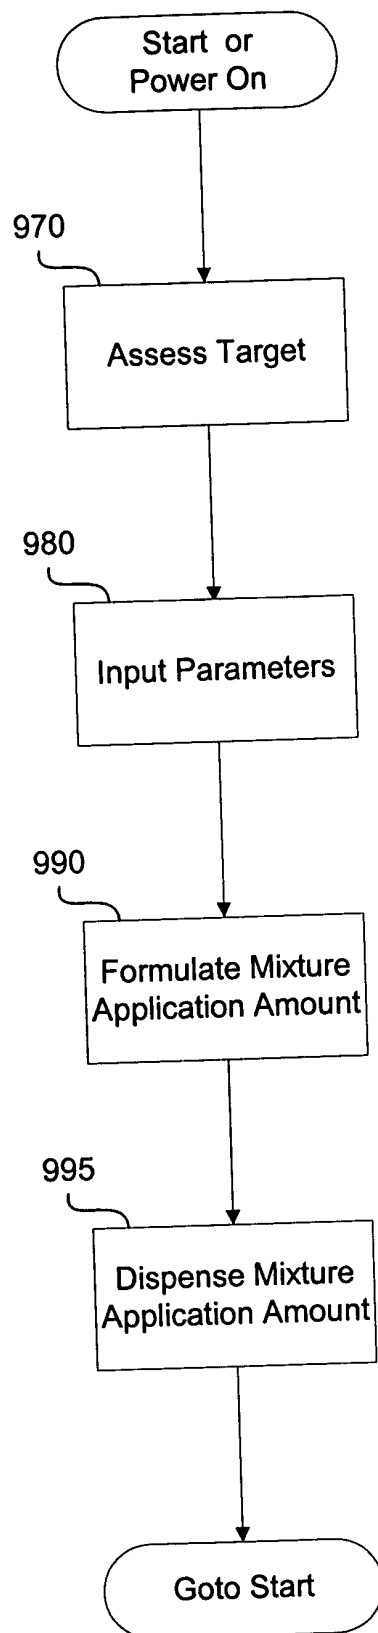 Start or
Power On
970
Assess Target
980
Input Parameters
990
Formulate Mixture
Application Amount
995
Dispense Mixture
Application Amount
Goto Start